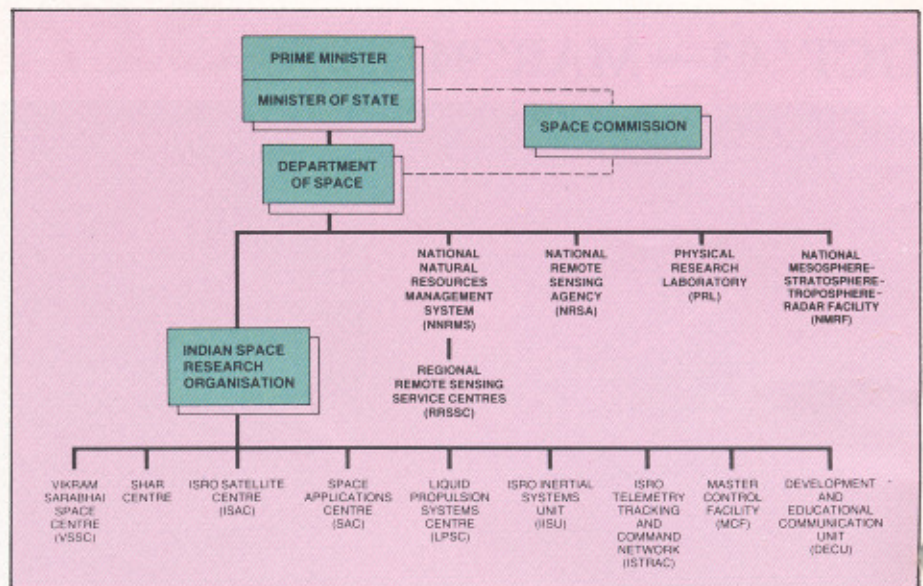 PRIME MINISTER
MINISTER OF STATE
SPACE COMMISSION
DEPARTMENT
OF SPACE
NATIONAL
NATURAL
RESOURCES
MANAGEMENT
SYSTEM
(NNRMS)
NATIONAL
REMOTE
SENSING
AGENCY
(NRSA)
PHYSICAL
RESEARCH
LABORATORY
(PRL)
NATIONAL
MESOSPHERE-
STRATOSPHERE-
TROPOSPHERE-
RADAR FACILITY
(NMRF)
INDIAN SPACE
RESEARCH
ORGANISATION
REGIONAL
REMOTE SENSING
SERVICE CENTRES
(RRSSC)
VIKRAM
SARABHAI
SPACE
CENTRE
(VSSC)
SHAR
CENTRE
ISRO SATELLITE
CENTRE
(ISAC)
SPACE
APPLICATIONS
CENTRE
(SAC)
LIQUID
PROPULSION
SYSTEMS
CENTRE
(LPSC)
ISRO INERTIAL
SYSTEMS
UNIT
(IISU)
ISRO
TELEMETRY
TRACKING
AND
COMMAND
NETWORK
(ISTRAC)
MASTER
CONTROL
FACILITY
(MCF)
DEVELOPMENT
AND
EDUCATIONAL
COMMUNICATION
UNIT
(DECU)